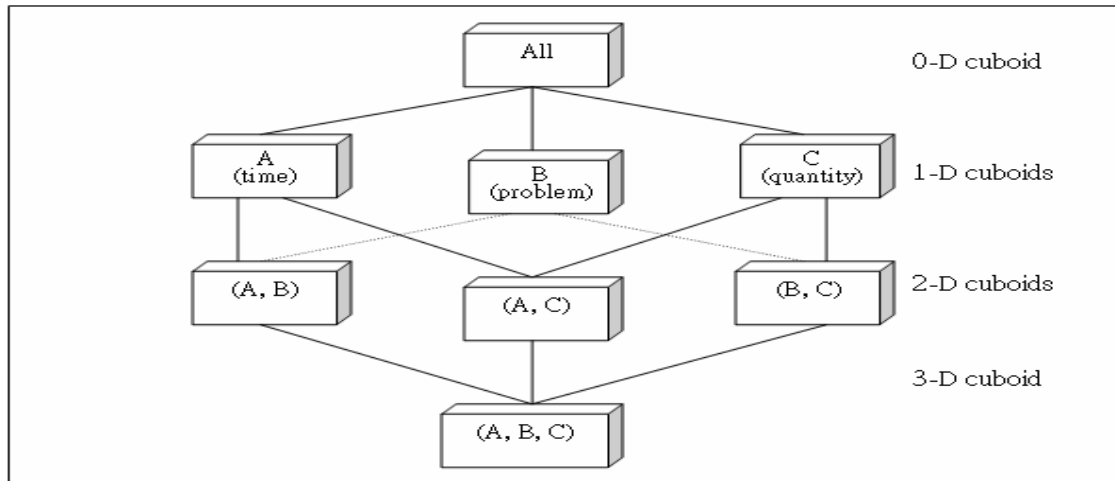 All
0-D cuboid
A
(time)
B
(problem)
C
(quantity)
1-D cuboids
(A, B)
(A, C)
(B, C)
2-D cuboids
3-D cuboid
(A, B, C)